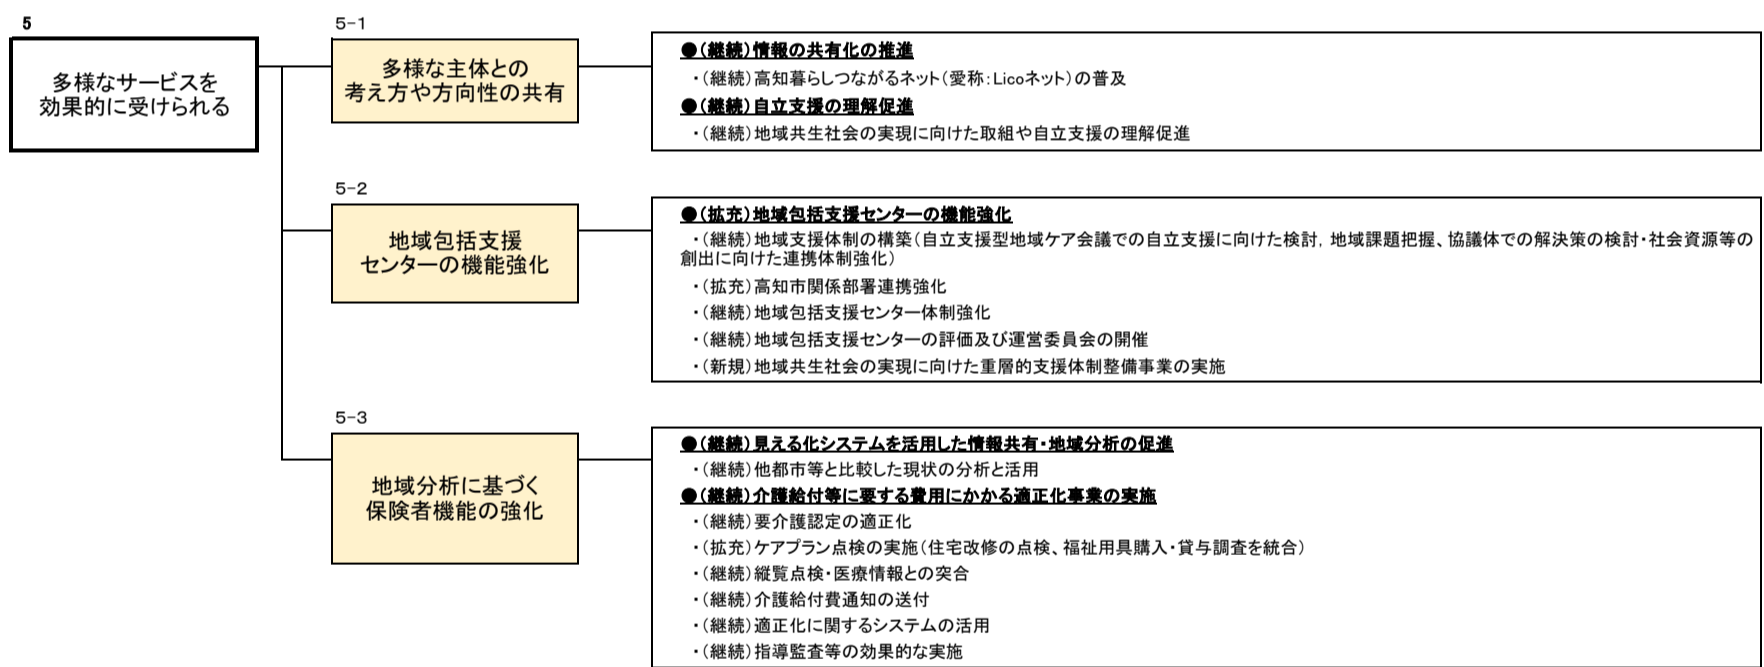 5
多様なサービスを
効果的に受けられる
5-1
多様な主体との
考え方や方向性の共有
●(継続)情報の共有化の推進
・(継続)高知暮らしつながるネット(愛称:Licoネット)の普及
●(継続)自立支援の理解促進
・(継続)地域共生社会の実現に向けた取組や自立支援の理解促進
5-2
地域包括支援
センターの機能強化
●(拡充)地域包括支援センターの機能強化
・(継続)地域支援体制の構築(自立支援型地域ケア会議での自立支援に向けた検討, 地域課題把握、協議体での解決策の検討・社会資源等の
創出に向けた連携体制強化)
・(拡充)高知市関係部署連携強化
・(継続)地域包括支援センター体制強化
・(継続)地域包括支援センターの評価及び運営委員会の開催
・(新規)地域共生社会の実現に向けた重層的支援体制整備事業の実施
5-3
地域分析に基づく
保険者機能の強化
●(継続)見える化システムを活用した情報共有・地域分析の促進
・(継続)他都市等と比較した現状の分析と活用
●(継続)介護給付等に要する費用にかかる適正化事業の実施
・(継続)要介護認定の適正化
・(拡充)ケアプラン点検の実施(住宅改修の点検、福祉用具購入・貸与調査を統合)
・(継続)縦覧点検・医療情報との突合
・(継続)介護給付費通知の送付
・(継続)適正化に関するシステムの活用
・(継続)指導監査等の効果的な実施